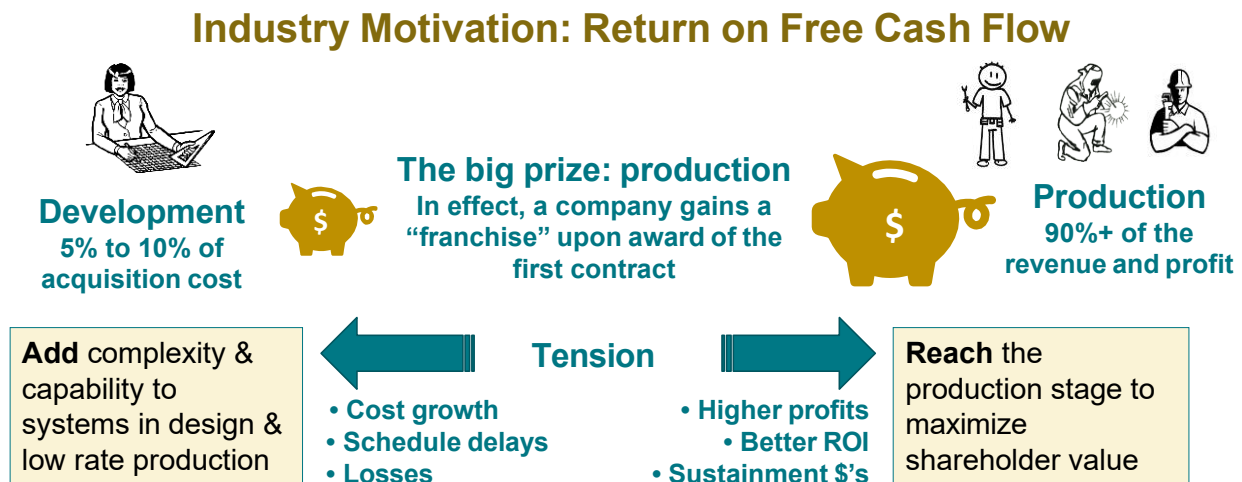 Industry Motivation: Return on Free Cash Flow
Development
5% to 10% of
acquisition cost
$
The big prize: production
In effect, a company gains a
“franchise” upon award of the
first contract
$
Production
90%+ of the
revenue and profit
Add complexity &
capability to
systems in design &
low rate production
Tension
• Cost growth
• Schedule delays
• Losses
• Higher profits
• Better ROI
• Sustainment $'s
Reach the
production stage to
maximize
shareholder value